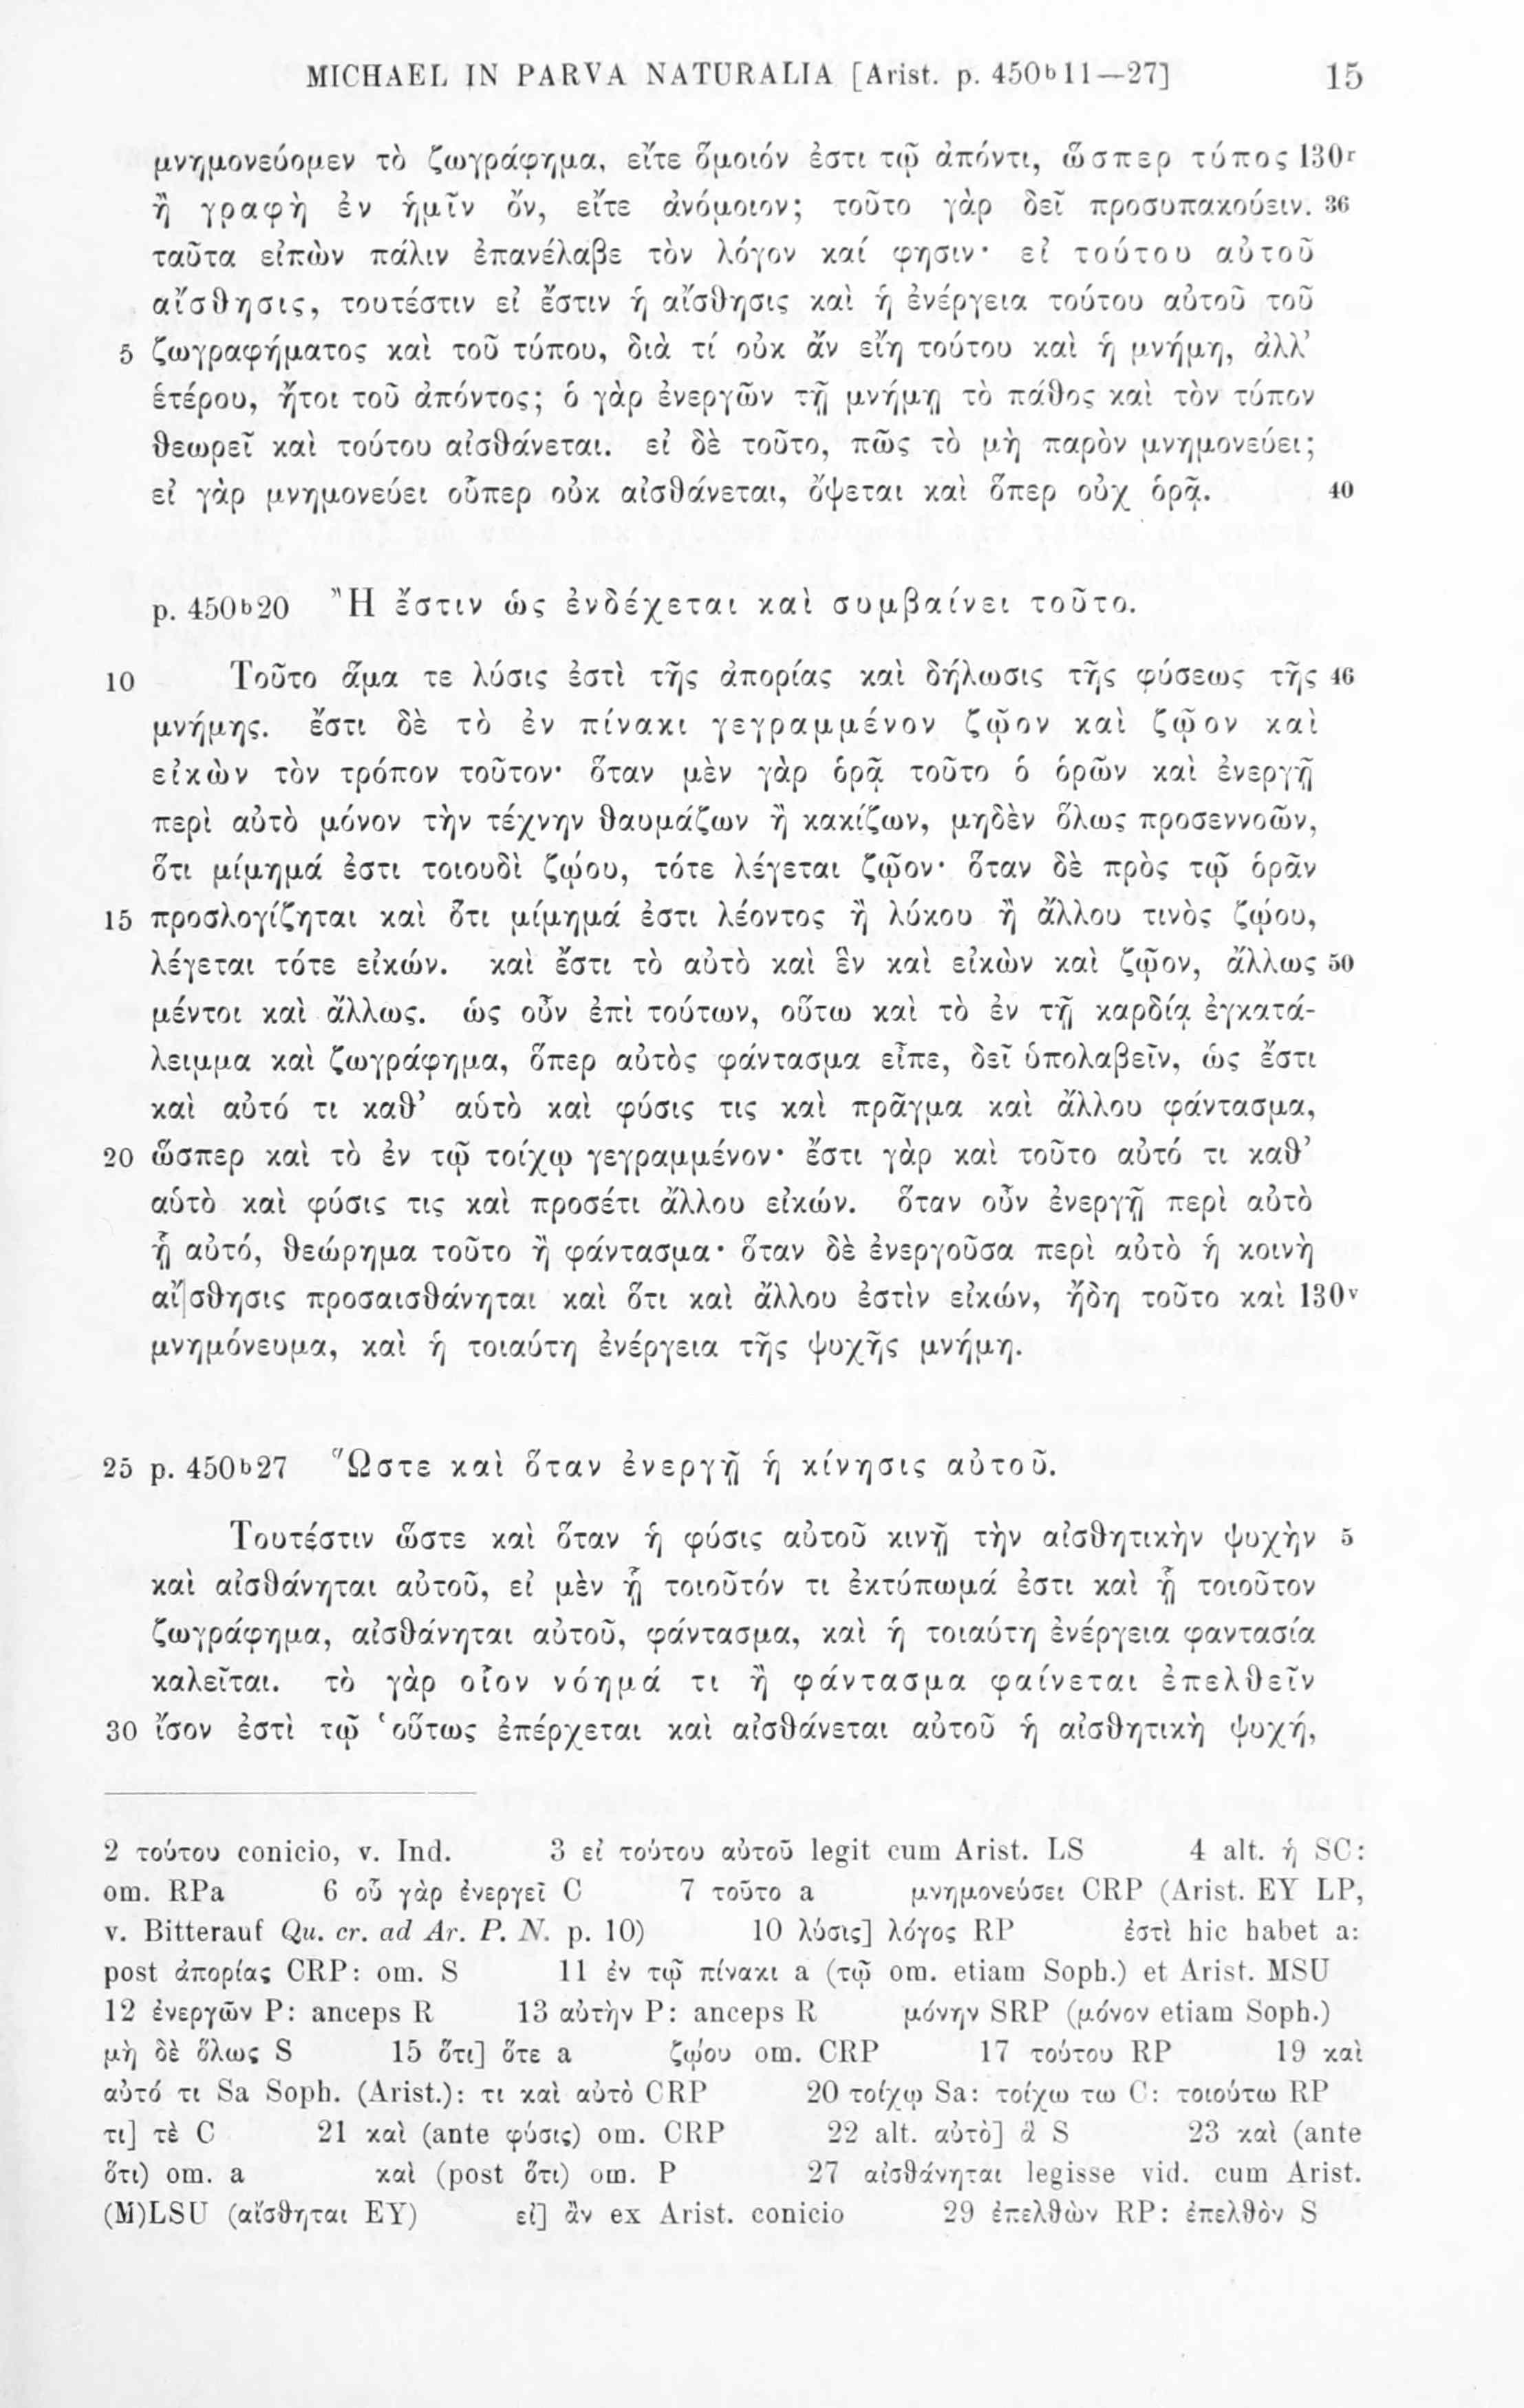 MICHAEL IN PARVA NATURALIA [Arist. p. 450b11—27] 15
μνημονεύομεν τὸ ζωγράφημα, εἴτε ὅμοιόν ἐστι τῷ ἀπόντι, ὥσπερ τύπος 130r
ἢ γραφὴ ἐν ἡμῖν ὄν, εἴτε ἀνόμοιον; τοῦτο γὰρ δεῖ προσυπακούειν. 36
ταῦτα εἰπὼν πάλιν ἐπανέλαβε τὸν λόγον καί φησιν· εἰ τούτου αὐτοῦ
αἴσθησις, τουτέστιν εἰ ἔστιν ἡ αἴσθησις καὶ ἡ ἐνέργεια τούτου αὐτοῦ τοῦ
5 ζωγραφήματος καὶ τοῦ τύπου, διὰ τί οὐκ ἂν εἴη τούτου καὶ ἡ μνήμη, ἀλλ’
ἑτέρου, ἤτοι τοῦ ἀπόντος; ὁ γὰρ ἐνεργῶν τῇ μνήμῃ τὸ πάθος καὶ τὸν τύπον
θεωρεῖ καὶ τούτου αἰσθάνεται. εἰ δὲ τοῦτο, πῶς τὸ μὴ παρὸν μνημονεύει;
εἰ γὰρ μνημονεύει οὗπερ οὐκ αἰσθάνεται, ὄψεται καὶ ὅπερ οὐχ ὁρᾷ. 40
p. 450b20 Ἢ ἔστιν ὡς ἐνδέχεται καὶ συμβαίνει τοῦτο.
10 Τοῦτο ἅμα τε λύσις ἐστὶ τῆς ἀπορίας καὶ δήλωσις τῆς φύσεως τῆς 46
μνήμης. ἔστι δὲ τὸ ἐν πίνακι γεγραμμένον ζῷον καὶ ζῷον καὶ
εἰκὼν τὸν τρόπον τοῦτον· ὅταν μὲν γὰρ ὁρᾷ τοῦτο ὁ ὁρῶν καὶ ἐνεργῇ
περὶ αὐτὸ μόνον τὴν τέχνην θαυμάζων ἢ κακίζων, μηδὲν ὅλως προσεννοῶν,
ὅτι μίμημά ἐστι τοιουδὶ ζῴου, τότε λέγεται ζῷον· ὅταν δὲ πρὸς τῷ ὁρᾶν
15 προσλογίζηται καὶ ὅτι μίμημά ἐστι λέοντος ἢ λύκου ἢ ἄλλου τινὸς ζῴου,
λέγεται τότε εἰκών. καὶ ἔστι τὸ αὐτὸ καὶ ἓν καὶ εἰκὼν καὶ ζῷον, ἄλλως 50
μέντοι καὶ ἄλλως. ὡς οὖν ἐπὶ τούτων, οὕτω καὶ τὸ ἐν τῇ καρδίᾳ ἐγκατά-
λειμμα καὶ ζωγράφημα, ὅπερ αὐτὸς φάντασμα εἶπε, δεῖ ὑπολαβεῖν, ὡς ἔστι
καὶ αὐτό τι καθ’ αὑτὸ καὶ φύσις τις καὶ πρᾶγμα καὶ ἄλλου φάντασμα,
20 ὥσπερ καὶ τὸ ἐν τῷ τοίχῳ γεγραμμένον· ἔστι γὰρ καὶ τοῦτο αὐτό τι καθ’
αὑτὸ καὶ φύσις τις καὶ προσέτι ἄλλου εἰκών. ὅταν οὖν ἐνεργῇ περὶ αὐτὸ
ᾗ αὐτό, θεώρημα τοῦτο ἢ φάντασμα· ὅταν δὲ ἐνεργοῦσα περὶ αὐτὸ ἡ κοινὴ
αἴ|σθησις προσαισθάνηται καὶ ὅτι καὶ ἄλλου ἐστὶν εἰκών, ἤδη τοῦτο καὶ 130v
μνημόνευμα, καὶ ἡ τοιαύτη ἐνέργεια τῆς ψυχῆς μνήμη.
25 p. 450b27 Ὥστε καὶ ὅταν ἐνεργῇ ἡ κίνησις αὐτοῦ.
Τουτέστιν ὥστε καὶ ὅταν ἡ φύσις αὐτοῦ κινῇ τὴν αἰσθητικὴν ψυχὴν 5
καὶ αἰσθάνηται αὐτοῦ, εἰ μὲν ᾗ τοιοῦτόν τι ἐκτύπωμά ἐστι καὶ ᾗ τοιοῦτον
ζωγράφημα, αἰσθάνηται αὐτοῦ, φάντασμα, καὶ ἡ τοιαύτη ἐνέργεια φαντασία
καλεῖται. τὸ γὰρ οἷον νόημά τι ἢ φάντασμα φαίνεται ἐπελθεῖν
30 ἴσον ἐστὶ τῷ ‘οὕτως ἐπέρχεται καὶ αἰσθάνεται αὐτοῦ ἡ αἰσθητικὴ ψυχή,
2 τούτου conicio, v. Ind. 3 εἰ τούτου αὐτοῦ legit cum Arist. LS 4 alt. ἡ SC:
om. RPa 6 οὗ γὰρ ἐνεργεῖ C 7 τοῦτο a μνημονεύσει CRP (Arist. EY LP,
v. Bitterauf Qu. cr. ad Ar. P. N. p. 10) 10 λύσις] λόγος RP ἐστὶ hic habet a:
post ἀπορίας CRP: om. S 11 ἐν τῷ πίνακι a (τῷ om. etiam Soph.) et Arist. MSU
12 ἐνεργῶν P: anceps R 13 αὐτὴν P: anceps R μόνην SRP (μόνον etiam Soph.)
μὴ δὲ ὅλως S 15 ὅτι] ὅτε a ζῴου om. CRP 17 τούτου RP 19 καὶ
αὐτό τι Sa Soph. (Arist.): τι καὶ αὐτὸ CRP 20 τοίχῳ Sa: τοίχω τω C: τοιούτω RP
τι] τὲ C 21 καὶ (ante φύσις) om. CRP 22 alt. αὐτὸ] ἃ S 23 καὶ (ante
ὅτι) om. a καὶ (post ὅτι) om. P 27 αἰσθάνηται legisse vid. cum Arist.
(M)LSU (αἴσθηται EY) εἰ] ἂν ex Arist. conicio 29 ἐπελθὼν RP: ἐπελθὸν S